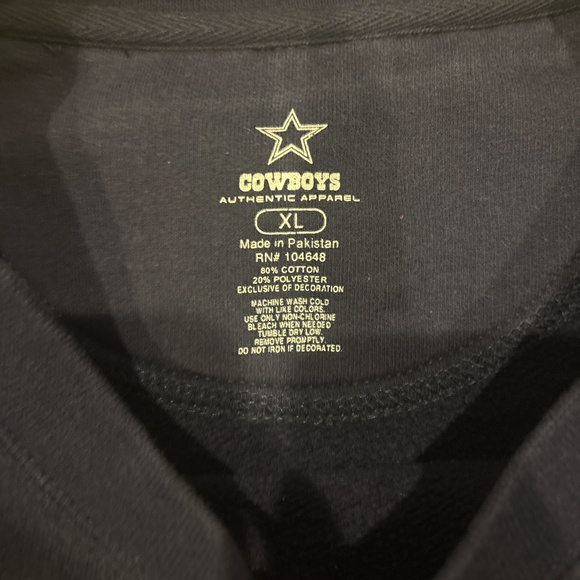 COWBOYS
AUTHENTIC APPAREL
XL
Made in Pakistan
RN# 104648
80% COTTON
20% POLYESTER
EXCLUSIVE OF DECORATION
MACHINE WASH COLD
WITH LIKE COLORS.
USE ONLY NON-CHLORINE
BLEACH WHEN NEEDED
TUMBLE DRY LOW.
REMOVE PROMPTLY.
DO NOT IRON IF DECORATED.